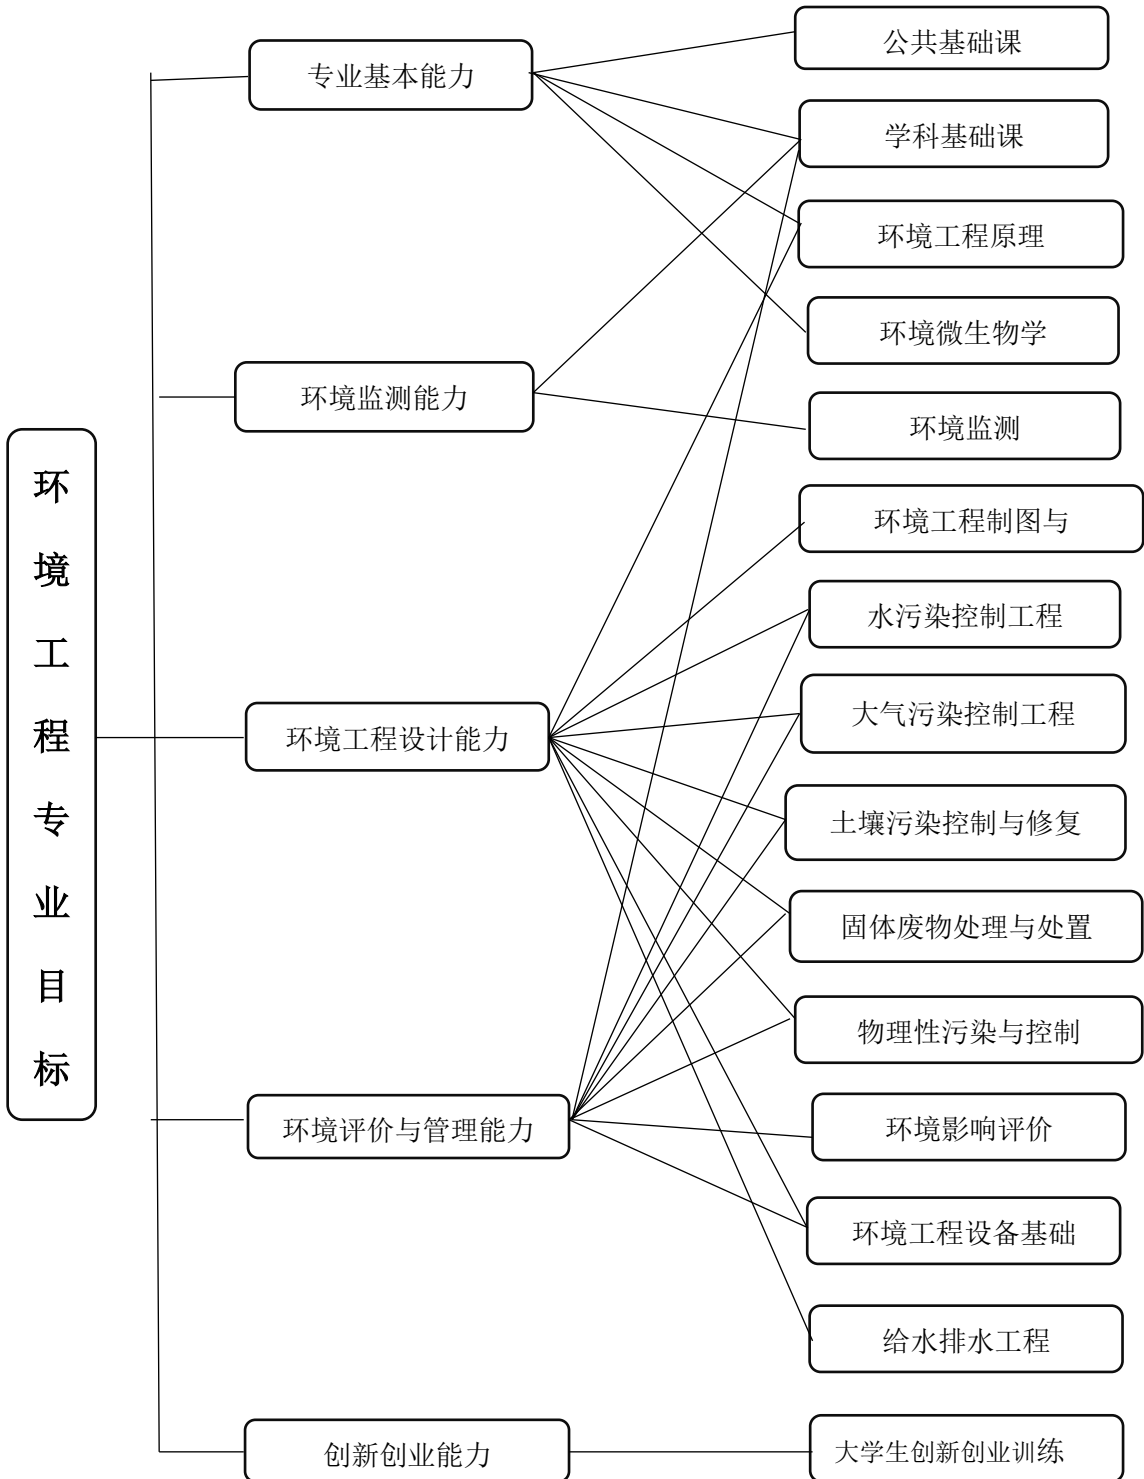 环境工程专业目标
专业基本能力
环境监测能力
环境工程设计能力
环境评价与管理能力
创新创业能力
公共基础课
学科基础课
环境工程原理
环境微生物学
环境监测
环境工程制图与
水污染控制工程
大气污染控制工程
土壤污染控制与修复
固体废物处理与处置
物理性污染与控制
环境影响评价
环境工程设备基础
给水排水工程
大学生创新创业训练